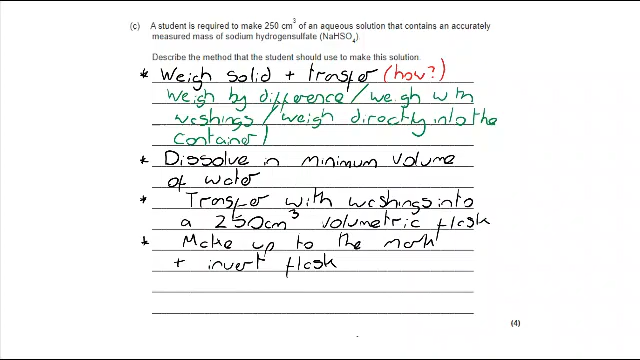 (c) A student is required to make 250 cm³ of an aqueous solution that contains an accurately
measured mass of sodium hydrogensulfate (NaHSO₄).
Describe the method that the student should use to make this solution.
* Weigh solid + transfer (how?)
Weigh by difference/weigh with
washings/weigh directly into the
container/
* Dissolve in minimum volume
of water
* Transfer with washings into
a 250cm³ volumetric flask
* Make up to the mark
+ invert flask
(4)